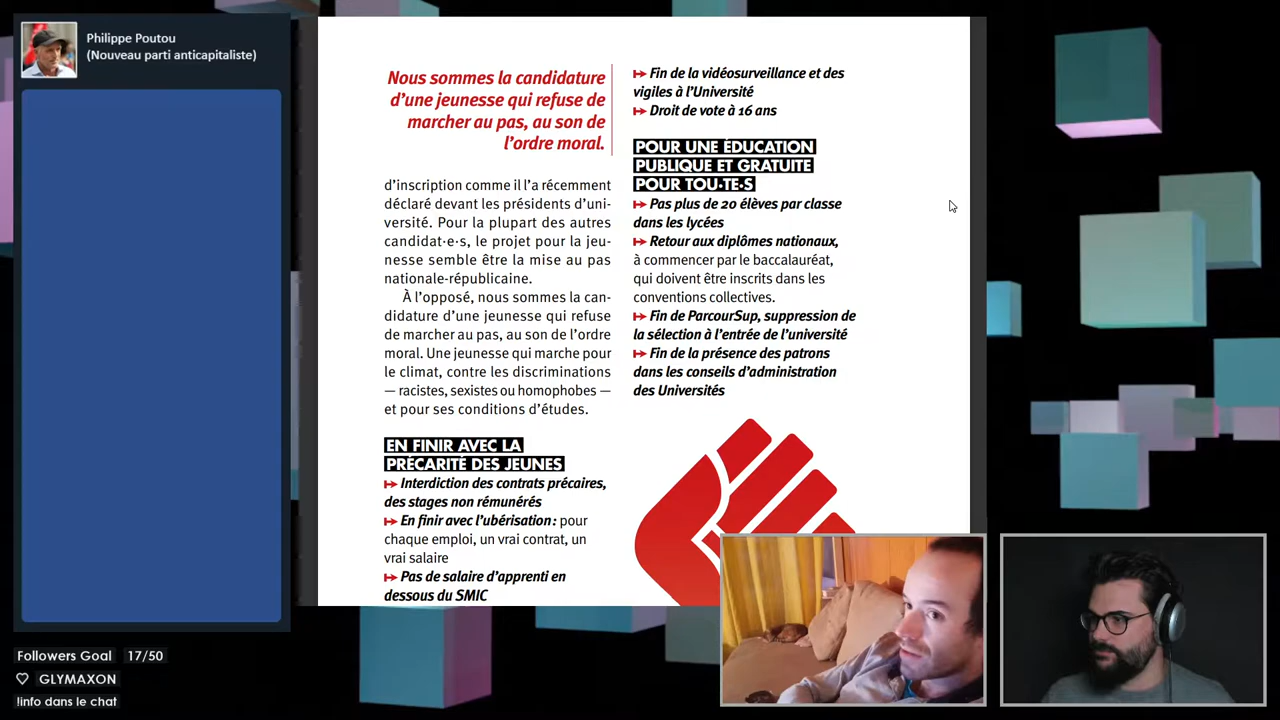 Philippe Poutou
(Nouveau parti anticapitaliste)
Nous sommes la candidature
d'une jeunesse qui refuse de
marcher au pas, au son de
l'ordre moral.
d'inscription comme il l'a récemment
déclaré devant les présidents d'uni-
versité. Pour la plupart des autres
candidat·e·s, le projet pour la jeu-
nesse semble être la mise au pas
nationale-républicaine.
À l'opposé, nous sommes la can-
didature d'une jeunesse qui refuse
de marcher au pas, au son de l'ordre
moral. Une jeunesse qui marche pour
le climat, contre les discriminations
— racistes, sexistes ou homophobes —
et pour ses conditions d'études.
EN FINIR AVEC LA
PRÉCARITÉ DES JEUNES
Interdiction des contrats précaires,
des stages non rémunérés
En finir avec l'ubérisation : pour
chaque emploi, un vrai contrat, un
vrai salaire
Pas de salaire d'apprenti en
dessous du SMIC
Fin de la vidéosurveillance et des
vigiles à l'Université
Droit de vote à 16 ans
POUR UNE ÉDUCATION
PUBLIQUE ET GRATUITE
POUR TOU·TE·S
Pas plus de 20 élèves par classe
dans les lycées
Retour aux diplômes nationaux,
à commencer par le baccalauréat,
qui doivent être inscrits dans les
conventions collectives.
Fin de ParcourSup, suppression de
la sélection à l'entrée de l'université
Fin de la présence des patrons
dans les conseils d'administration
des Universités
Followers Goal 17/50
GLYMAXON
!info dans le chat